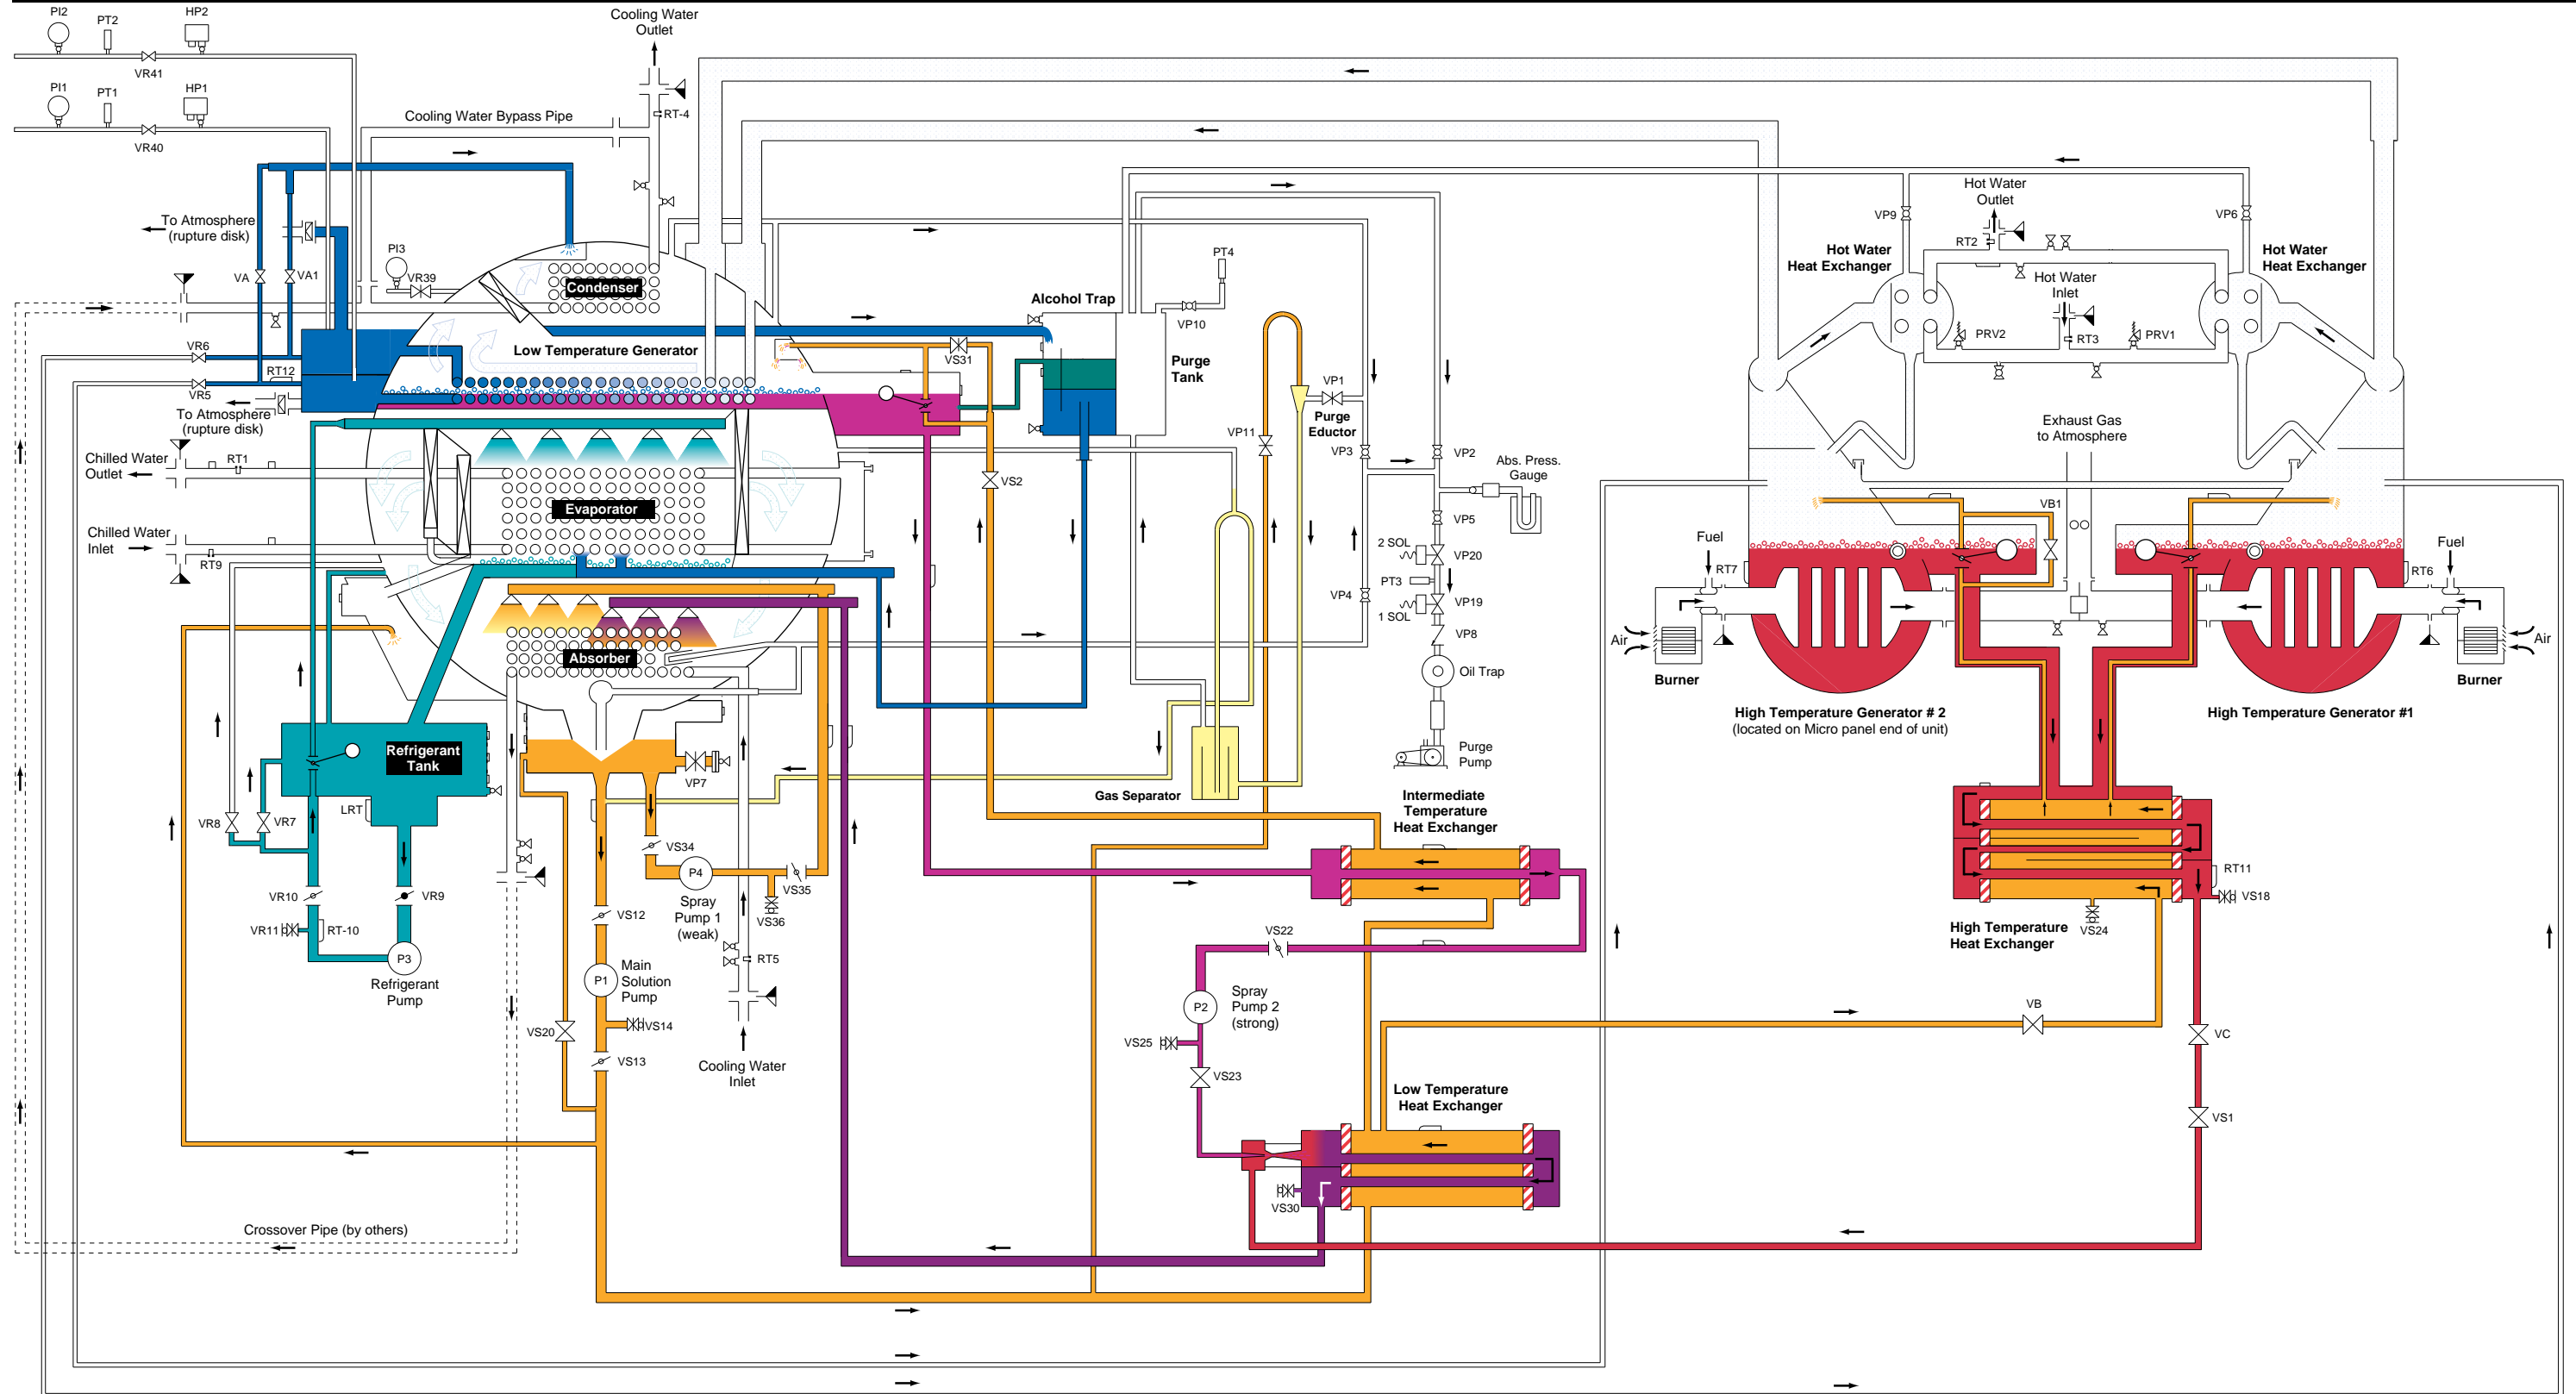 PI2
PT2
HP2
VR41
PI1
PT1
HP1
VR40
Cooling Water
Outlet
RT-4
Cooling Water Bypass Pipe
To Atmosphere
(rupture disk)
VA
VA1
PI3
VR39
Condenser
VR6
RT12
VR5
To Atmosphere
(rupture disk)
Low Temperature Generator
VS31
Alcohol Trap
Purge
Tank
PT4
VP10
VP1
Purge
Eductor
VP11
VP3
VP2
Abs. Press.
Gauge
VP5
2 SOL
VP20
PT3
VP19
1 SOL
VP4
VP8
Oil Trap
Purge
Pump
Chilled Water
Outlet
RT1
Chilled Water
Inlet
RT9
Evaporator
VS2
Absorber
Refrigerant
Tank
LRT
VR8
VR7
VR10
VR9
VR11
RT-10
P3
Refrigerant
Pump
VP7
VS34
P4
VS35
Spray
Pump 1
(weak)
VS36
VS12
P1
Main
Solution
Pump
RT5
VS20
VS14
VS13
Cooling Water
Inlet
Crossover Pipe (by others)
Gas Separator
Intermediate
Temperature
Heat Exchanger
VS22
P2
Spray
Pump 2
(strong)
VS25
VS23
Low Temperature
Heat Exchanger
VS30
VP9
Hot Water
Outlet
RT2
VP6
Hot Water
Heat Exchanger
Hot Water
Heat Exchanger
Hot Water
Inlet
PRV2
RT3
PRV1
Exhaust Gas
to Atmosphere
VB1
Fuel
RT7
Air
Burner
Fuel
RT6
Air
Burner
High Temperature Generator # 2
(located on Micro panel end of unit)
High Temperature Generator #1
RT11
VS18
VS24
High Temperature
Heat Exchanger
VB
VC
VS1